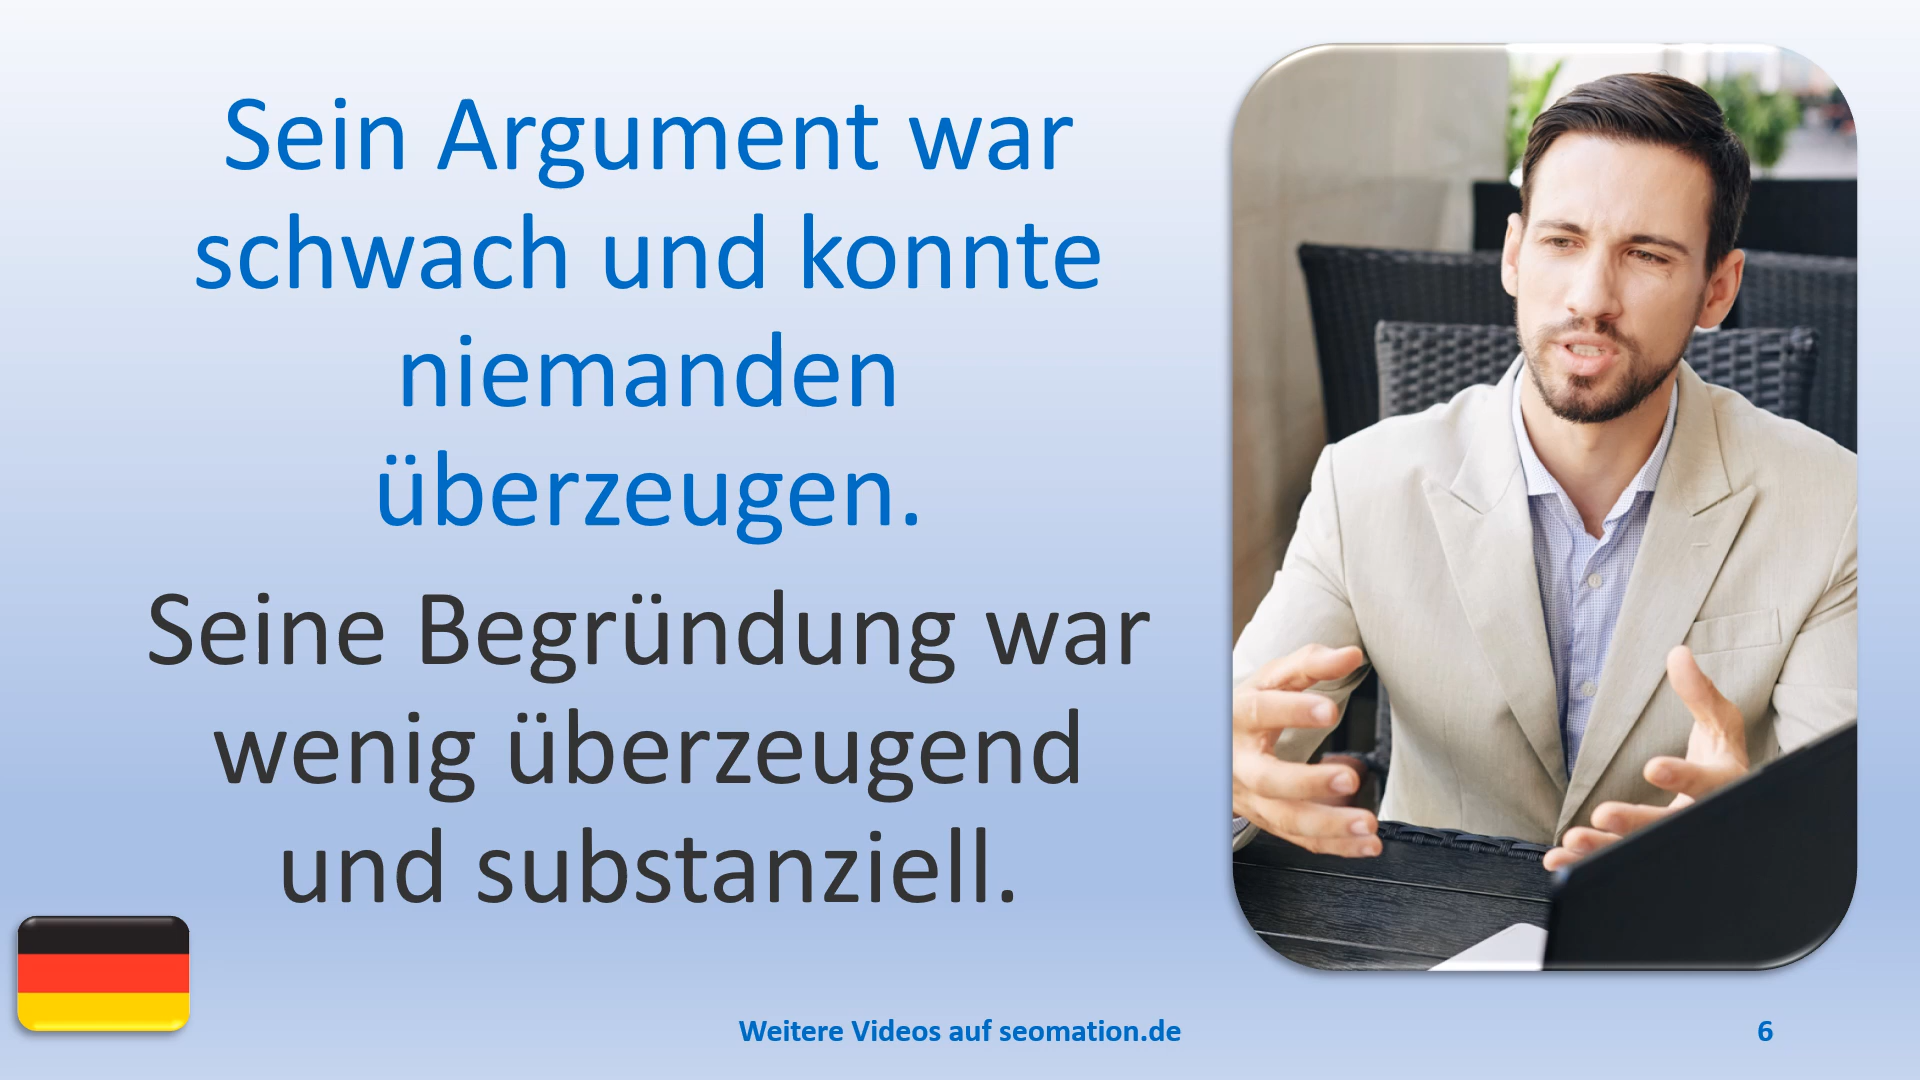 Sein Argument war
schwach und konnte
niemanden
überzeugen.
Seine Begründung war
wenig überzeugend
und substanziell.
Weitere Videos auf seomation.de
6